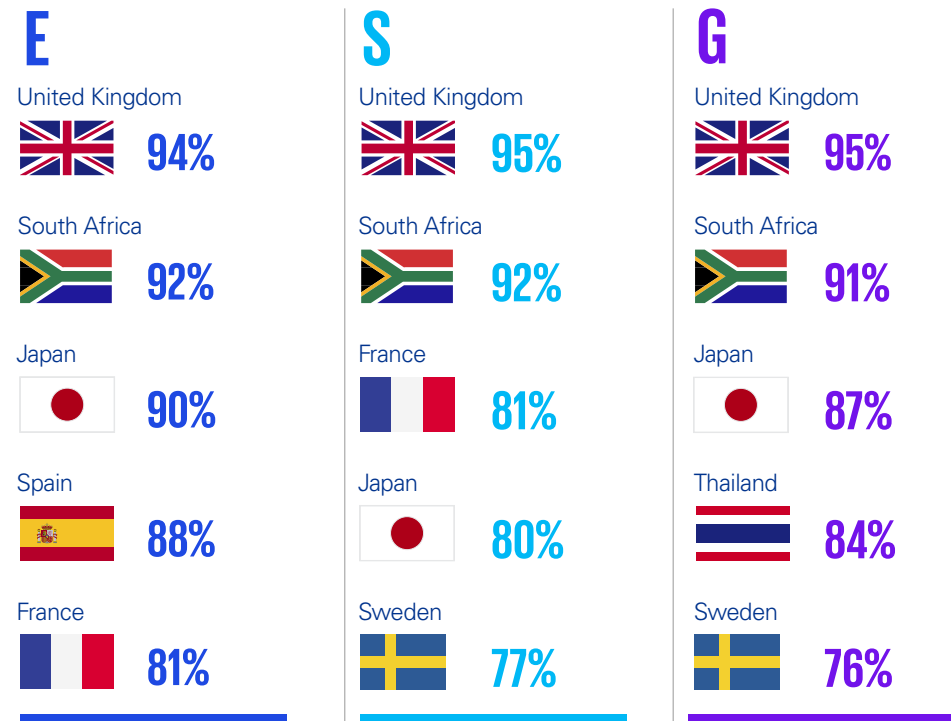 E
United Kingdom
94%
South Africa
92%
Japan
90%
Spain
88%
France
81%
S
United Kingdom
95%
South Africa
92%
France
81%
Japan
80%
Sweden
77%
G
United Kingdom
95%
South Africa
91%
Japan
87%
Thailand
84%
Sweden
76%